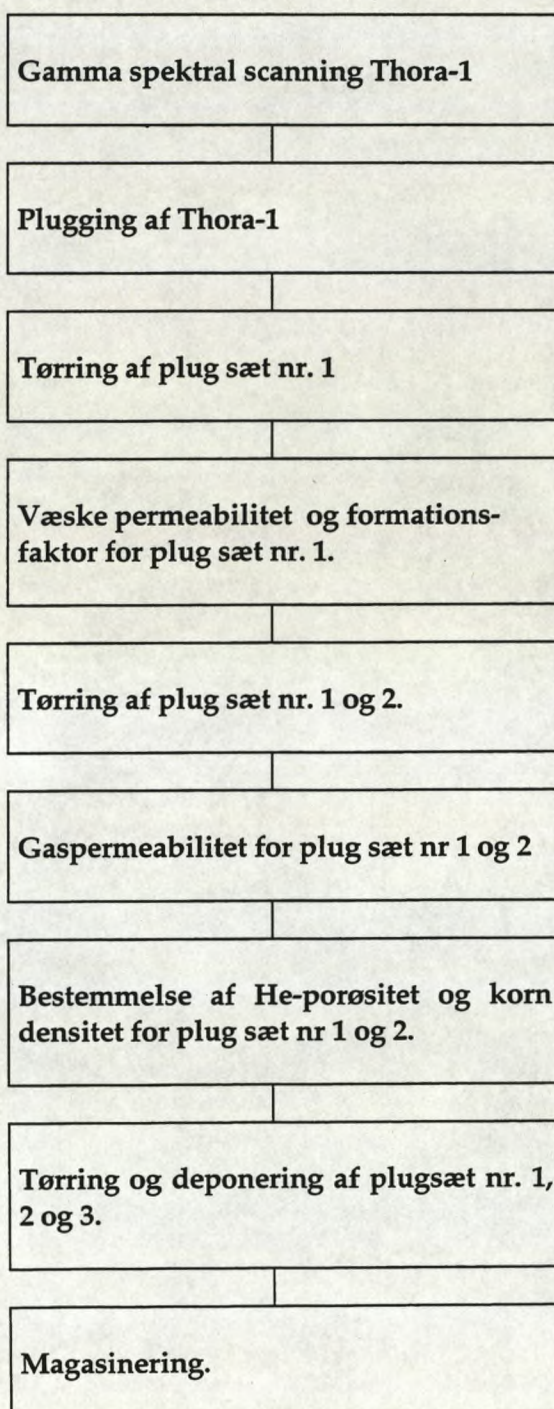 Gamma spektral scanning Thora-1
Plugging af Thora-1
Tørring af plug sæt nr. 1
Væske permeabilitet og formations-
faktor for plug sæt nr. 1.
Tørring af plug sæt nr. 1 og 2.
Gaspermeabilitet for plug sæt nr 1 og 2
Bestemmelse af He-porøsitet og korn
densitet for plug sæt nr 1 og 2.
Tørring og deponering af plugsæt nr. 1,
2 og 3.
Magasinering.